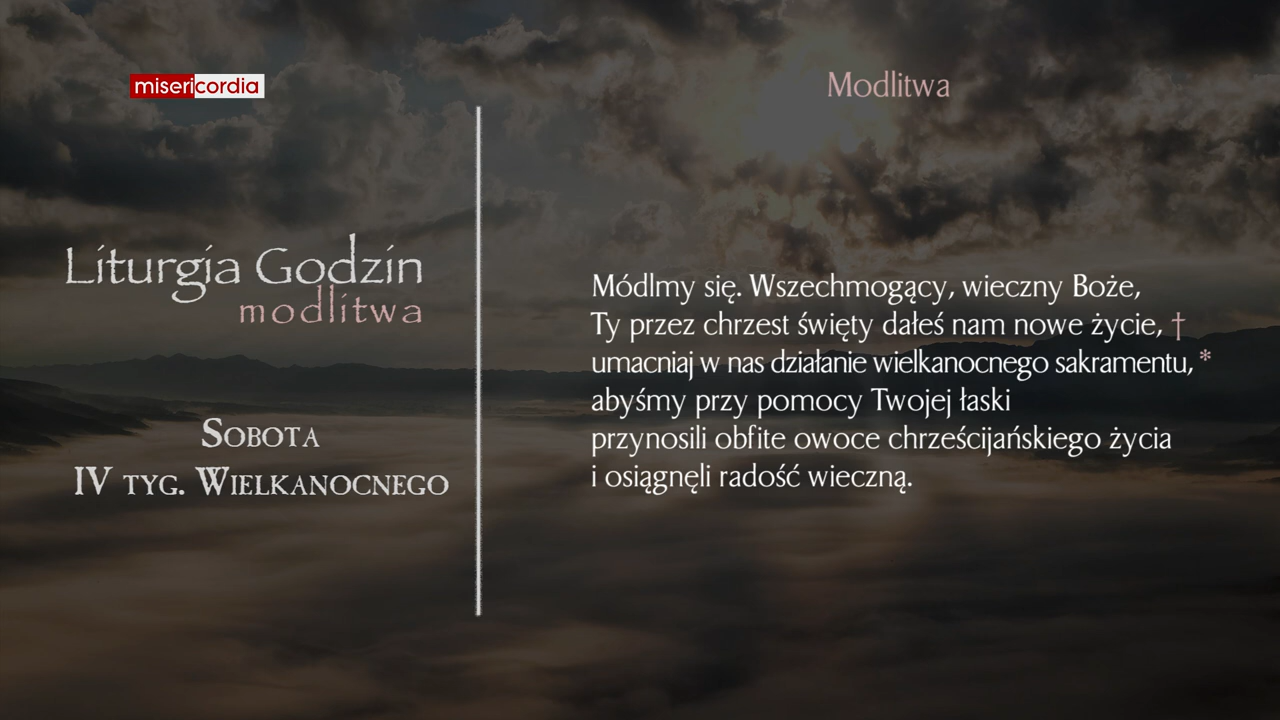 misericordia
Liturgia Godzin
modlitwa
Sobota
IV tyg. Wielkanocnego
Modlitwa
Módlmy się. Wszechmogący, wieczny Boże,
Ty przez chrzest święty dałeś nam nowe życie, †
umacniaj w nas działanie wielkanocnego sakramentu, *
abyśmy przy pomocy Twojej łaski
przynosili obfite owoce chrześcijańskiego życia
i osiągnęli radość wieczną.